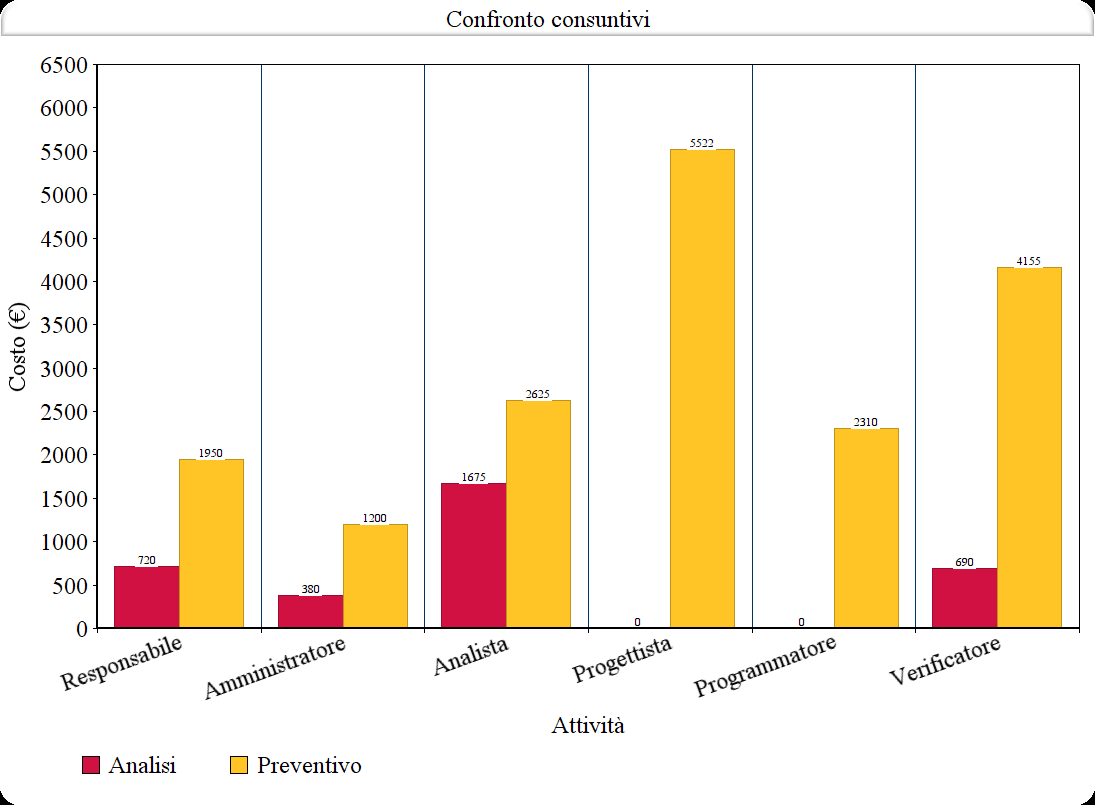 Confronto consuntivi
6500
6000
5500
5000
4500
4000
3500
3000
2500
2000
1500
1000
500
0
Costo (€)
720
1950
380
1200
1675
2625
0
5522
0
2310
690
4155
Responsabile
Amministratore
Analista
Progettista
Programmatore
Verificatore
Attività
Analisi
Preventivo